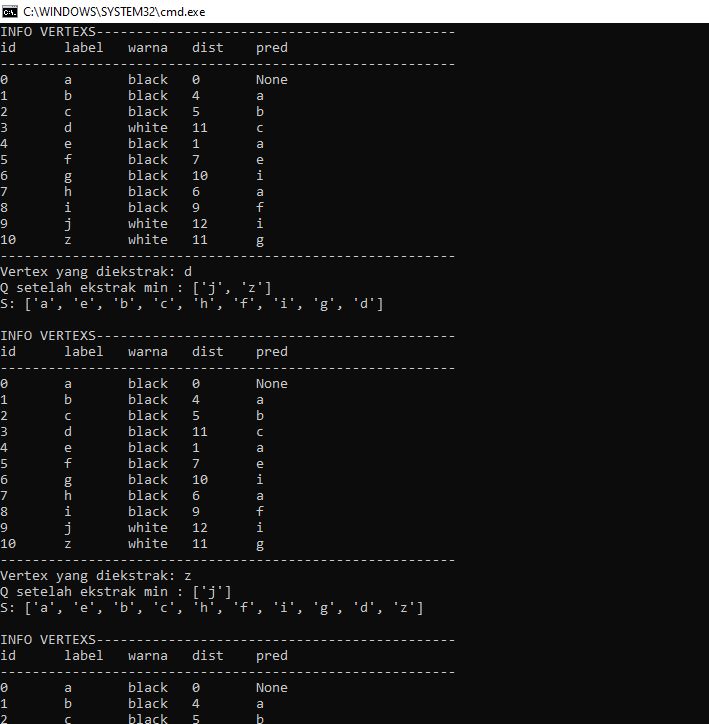 C:\WINDOWS\SYSTEM32\cmd.exe
INFO VERTEXS---------------------------------------------
id      label   warna   dist    pred
---------------------------------------------------------
0       a       black   0       None
1       b       black   4       a
2       c       black   5       b
3       d       white   11      c
4       e       black   1       a
5       f       black   7       e
6       g       black   10      i
7       h       black   6       a
8       i       black   9       f
9       j       white   12      i
10      z       white   11      g
---------------------------------------------------------
Vertex yang diekstrak: d
Q setelah ekstrak min : ['j', 'z']
S: ['a', 'e', 'b', 'c', 'h', 'f', 'i', 'g', 'd']
INFO VERTEXS---------------------------------------------
id      label   warna   dist    pred
---------------------------------------------------------
0       a       black   0       None
1       b       black   4       a
2       c       black   5       b
3       d       black   11      c
4       e       black   1       a
5       f       black   7       e
6       g       black   10      i
7       h       black   6       a
8       i       black   9       f
9       j       white   12      i
10      z       white   11      g
---------------------------------------------------------
Vertex yang diekstrak: z
Q setelah ekstrak min : ['j']
S: ['a', 'e', 'b', 'c', 'h', 'f', 'i', 'g', 'd', 'z']
INFO VERTEXS---------------------------------------------
id      label   warna   dist    pred
---------------------------------------------------------
0       a       black   0       None
1       b       black   4       a
2       c       black   5       b